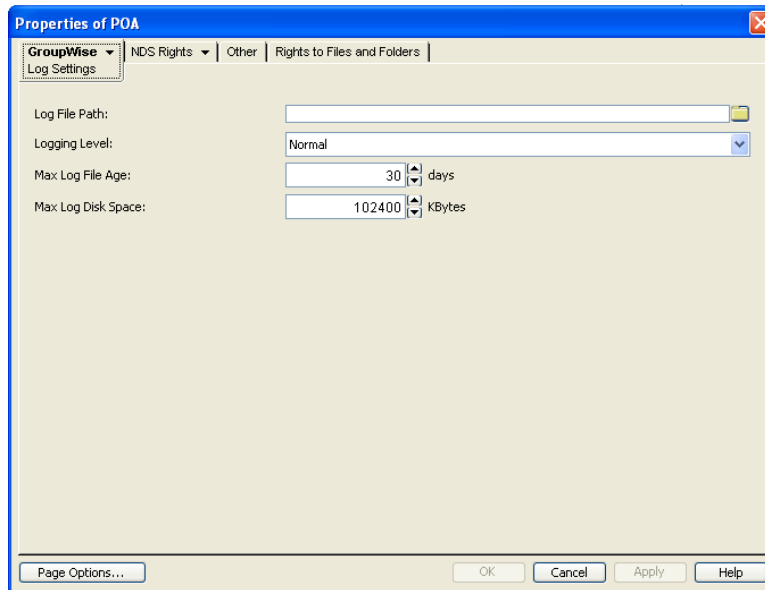 Properties of POA
GroupWise NDS Rights Other Rights to Files and Folders
Log Settings
Log File Path:
Logging Level: Normal
Max Log File Age: 30 days
Max Log Disk Space: 102400 KBytes
Page Options... OK Cancel Apply Help